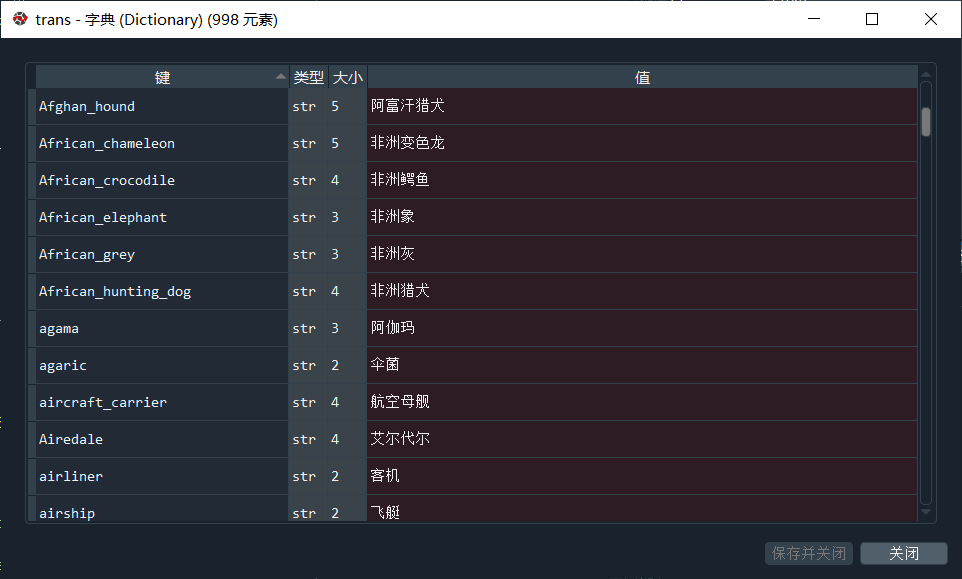 trans - 字典 (Dictionary) (998 元素)
键 类型 大小 值
Afghan_hound str 5 阿富汗猎犬
African_chameleon str 5 非洲变色龙
African_crocodile str 4 非洲鳄鱼
African_elephant str 3 非洲象
African_grey str 3 非洲灰
African_hunting_dog str 4 非洲猎犬
agama str 3 阿伽玛
agaric str 2 伞菌
aircraft_carrier str 4 航空母舰
Airedale str 4 艾尔代尔
airliner str 2 客机
airship str 2 飞艇
保存并关闭 关闭